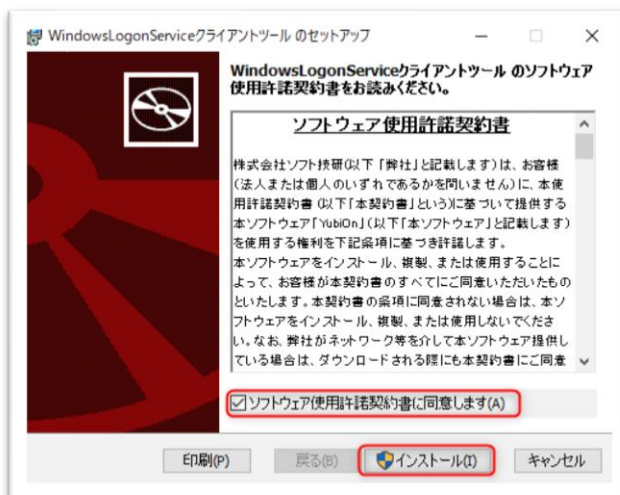 WindowsLogonServiceクライアントツール のセットアップ
WindowsLogonServiceクライアントツール のソフトウェア
使用許諾契約書をお読みください。
ソフトウェア使用許諾契約書
株式会社ソフト技研(以下「弊社」と記載します)は、お客様
(法人または個人のいずれであるかを問いません)に、本使
用許諾契約書 (以下「本契約書」という)に基づいて提供する
本ソフトウェア「YubiOn」(以下「本ソフトウェア」と記載します)
を使用する権利を下記条項に基づき許諾します。
本ソフトウェアをインストール、複製、または使用することに
よって、お客様が本契約書のすべてにご同意いただいたもの
といたします。本契約書の条項に同意されない場合は、本ソ
フトウェアをインストール、複製、または使用しないでくださ
い。なお、弊社がネットワーク等を介して本ソフトウェア提供し
ている場合は、ダウンロードされる際にも本契約書にご同意
ソフトウェア使用許諾契約書に同意します(A)
印刷(P)
戻る(B)
インストール(I)
キャンセル